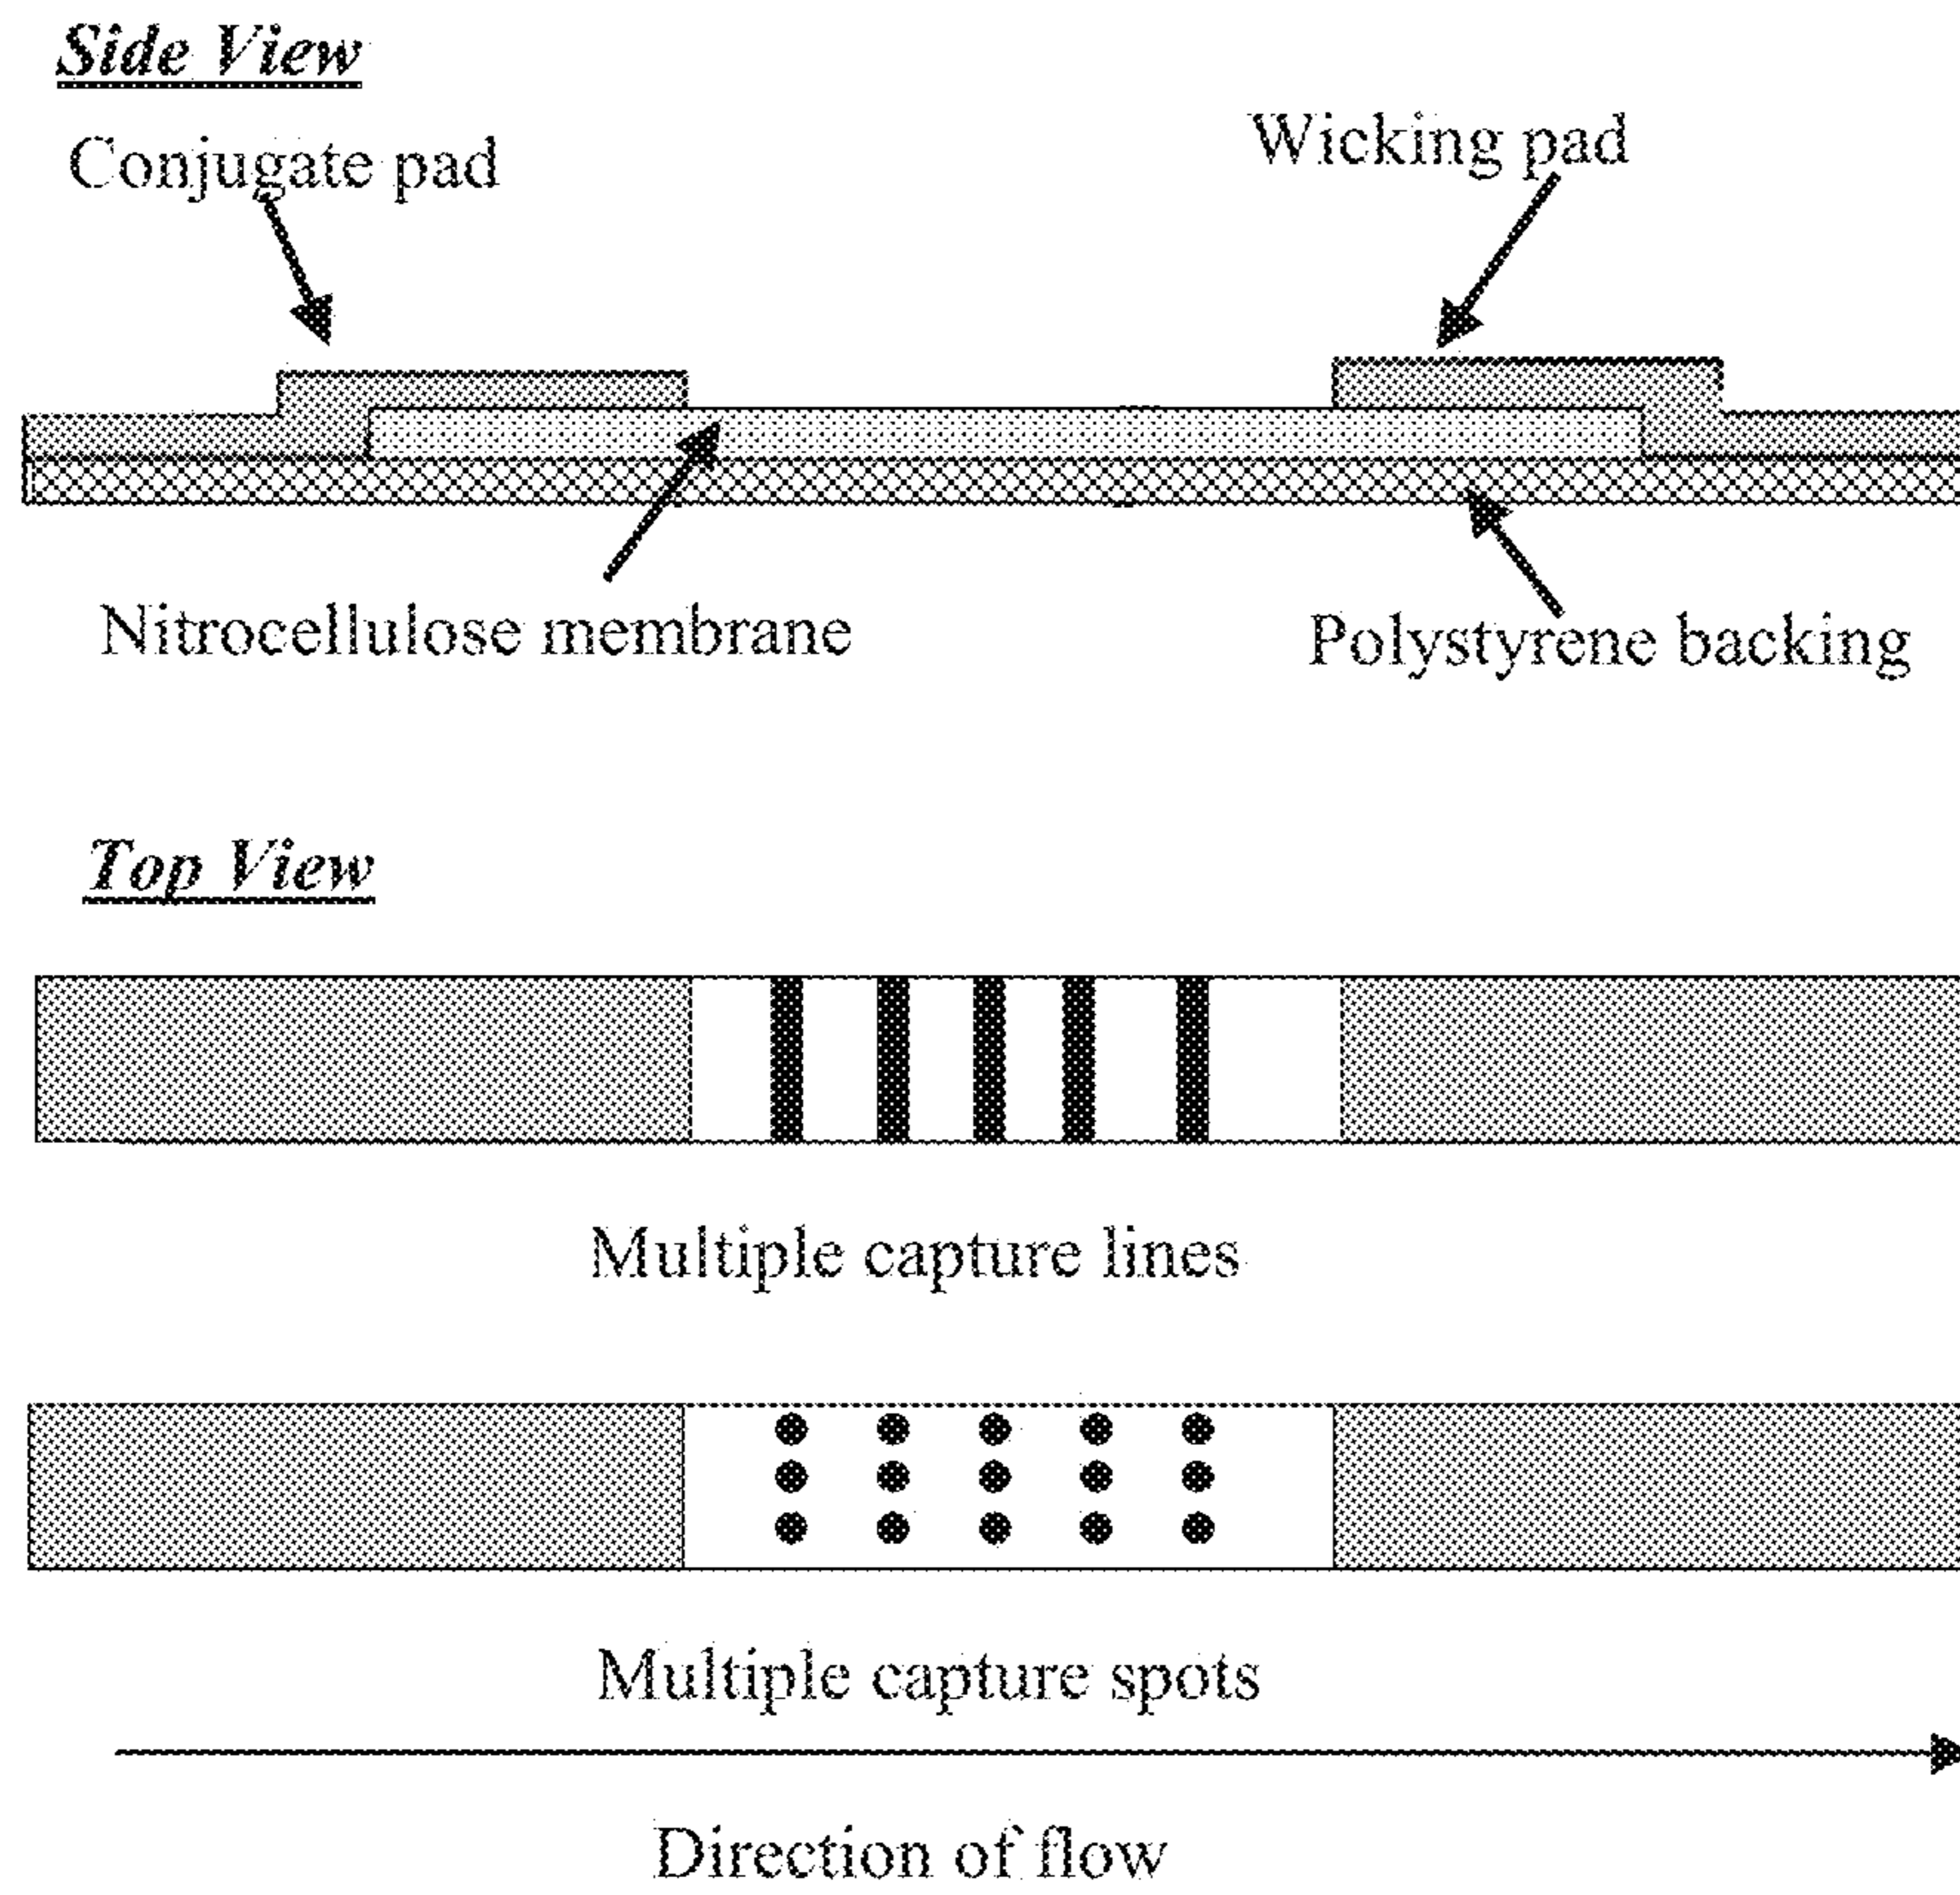 Side View
Conjugate pad
Wicking pad
Nitrocellulose membrane
Polystyrene backing
Top View
Multiple capture lines
Multiple capture spots
Direction of flow